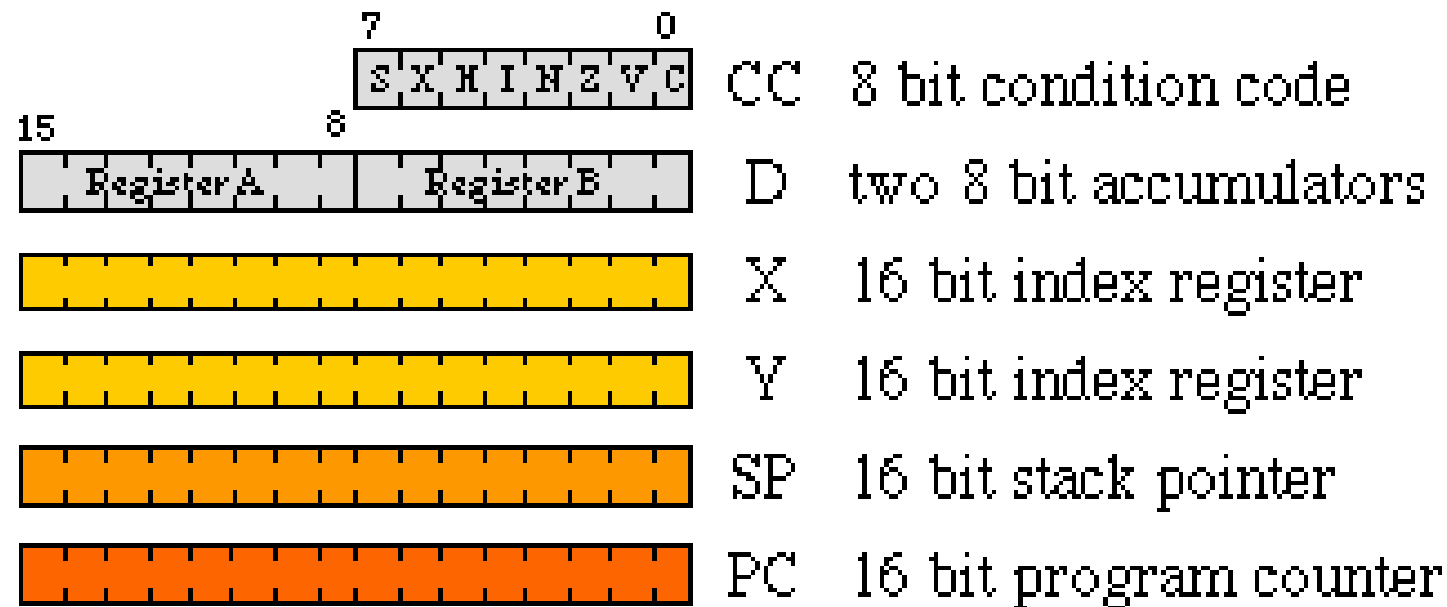 7 0
S X H I N Z V C CC 8 bit condition code
15 8
Register A Register B D two 8 bit accumulators
X 16 bit index register
Y 16 bit index register
SP 16 bit stack pointer
PC 16 bit program counter